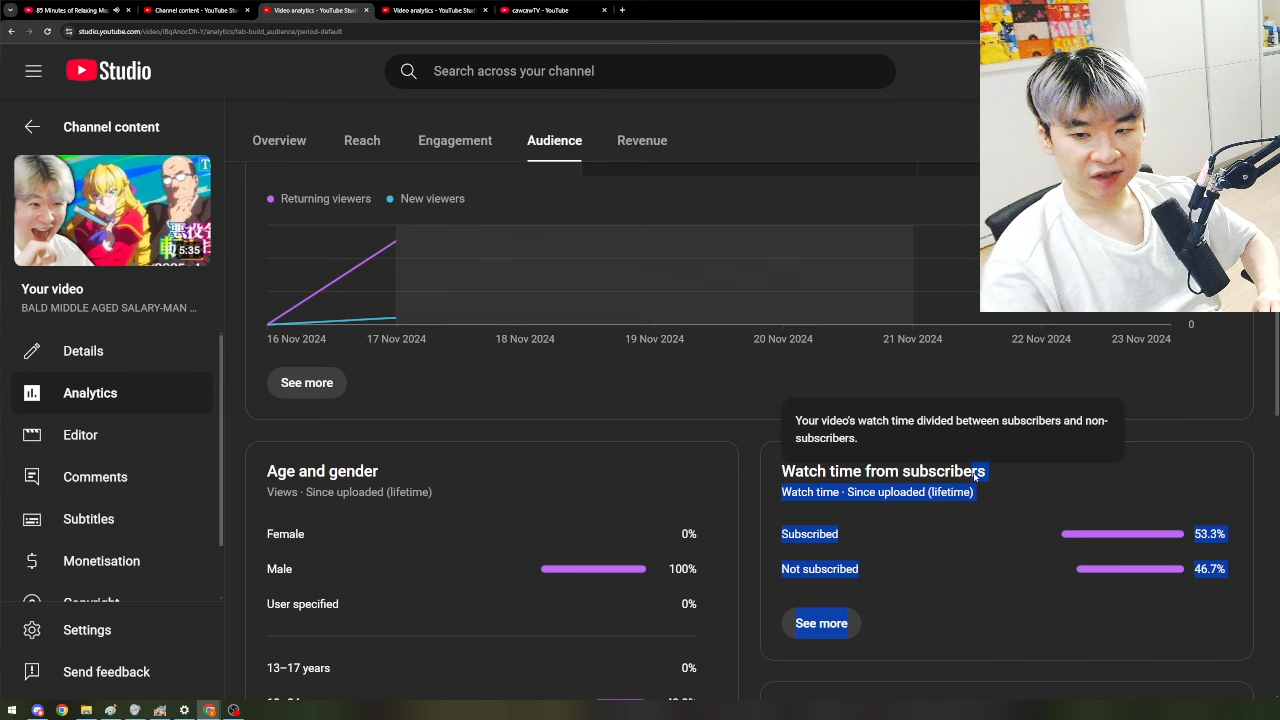 85 Minutes of Relaxing Ma
Channel content - YouTube Stu
Video analytics - YouTube Stud
Video analytics - YouTube Stud
cawcawTV - YouTube
studio.youtube.com/video/i8qAnocDh-Y/analytics/tab-build_audience/period-default
Studio
Search across your channel
Channel content
Overview
Reach
Engagement
Audience
Revenue
5:35
Your video
BALD MIDDLE AGED SALARY-MAN ...
Details
Analytics
Editor
Comments
Subtitles
Monetisation
Copyright
Settings
Send feedback
Returning viewers
New viewers
0
16 Nov 2024
17 Nov 2024
18 Nov 2024
19 Nov 2024
20 Nov 2024
21 Nov 2024
22 Nov 2024
23 Nov 2024
See more
Age and gender
Views · Since uploaded (lifetime)
Female 0%
Male 100%
User specified 0%
13–17 years 0%
Your video's watch time divided between subscribers and non-
subscribers.
Watch time from subscribers
Watch time · Since uploaded (lifetime)
Subscribed 53.3%
Not subscribed 46.7%
See more